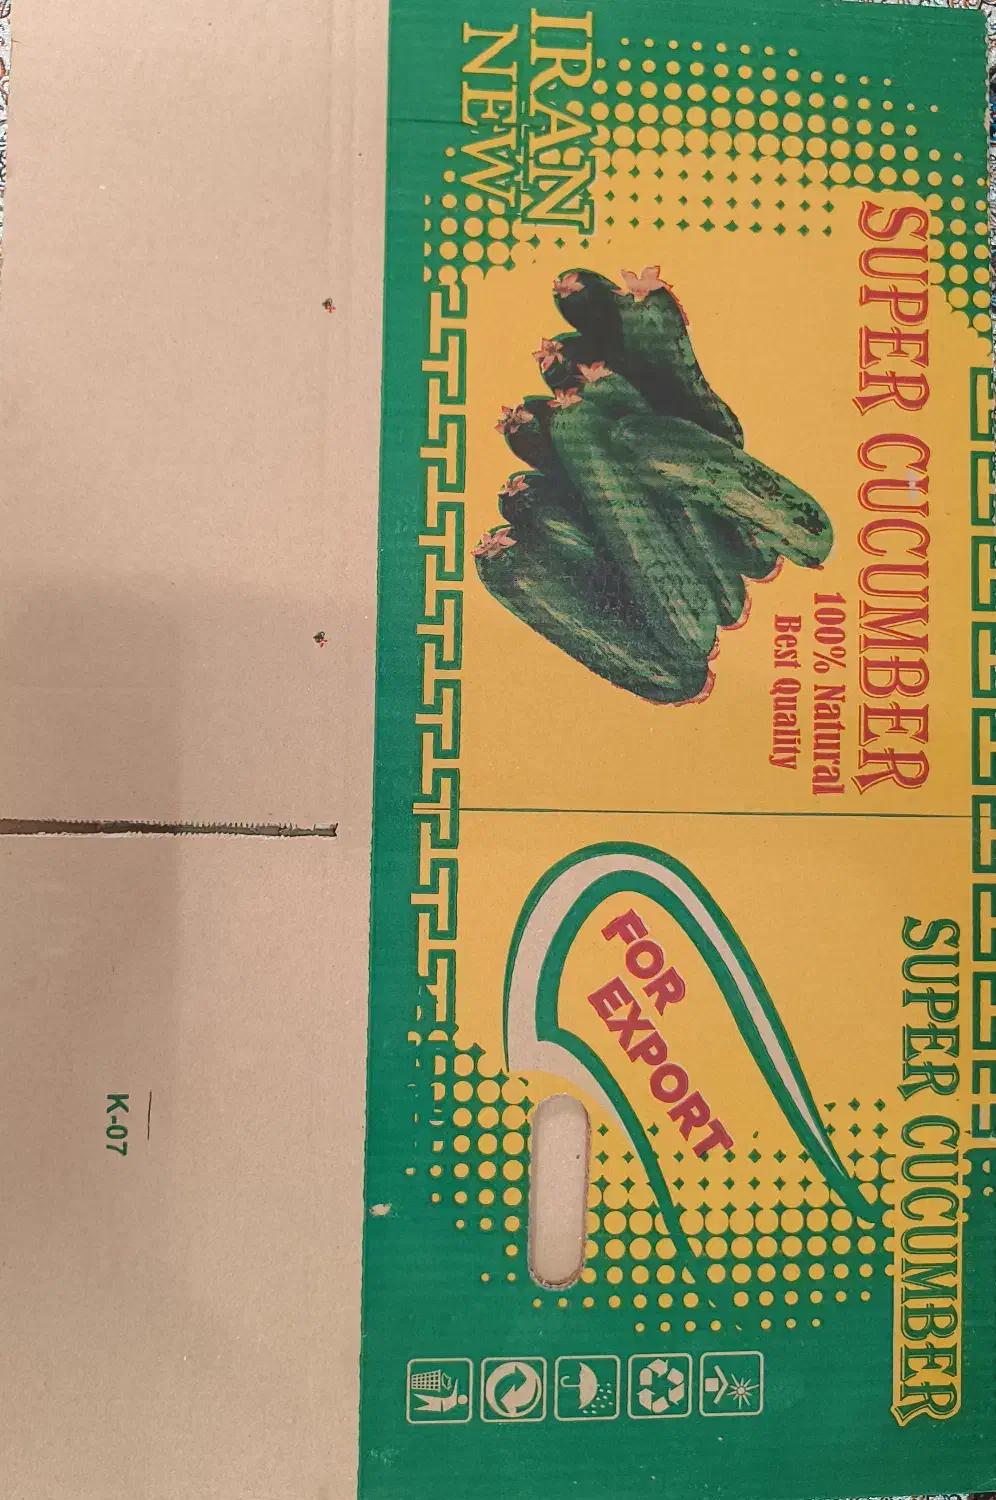 SUPER CUCUMBER
100% Natural
Best Quality
IRAN
NEW
SUPER CUCUMBER
FOR
EXPORT
K-07